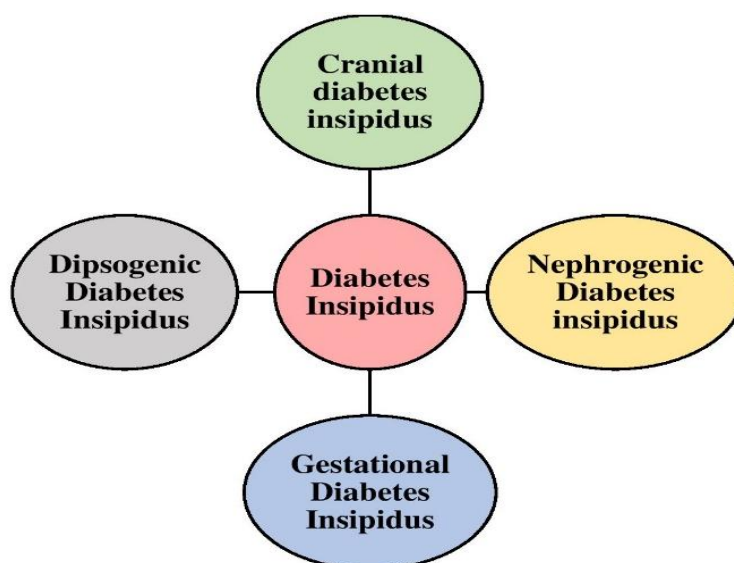 Cranial
diabetes
insipidus
Dipsogenic
Diabetes
Insipidus
Diabetes
Insipidus
Nephrogenic
Diabetes
insipidus
Gestational
Diabetes
Insipidus